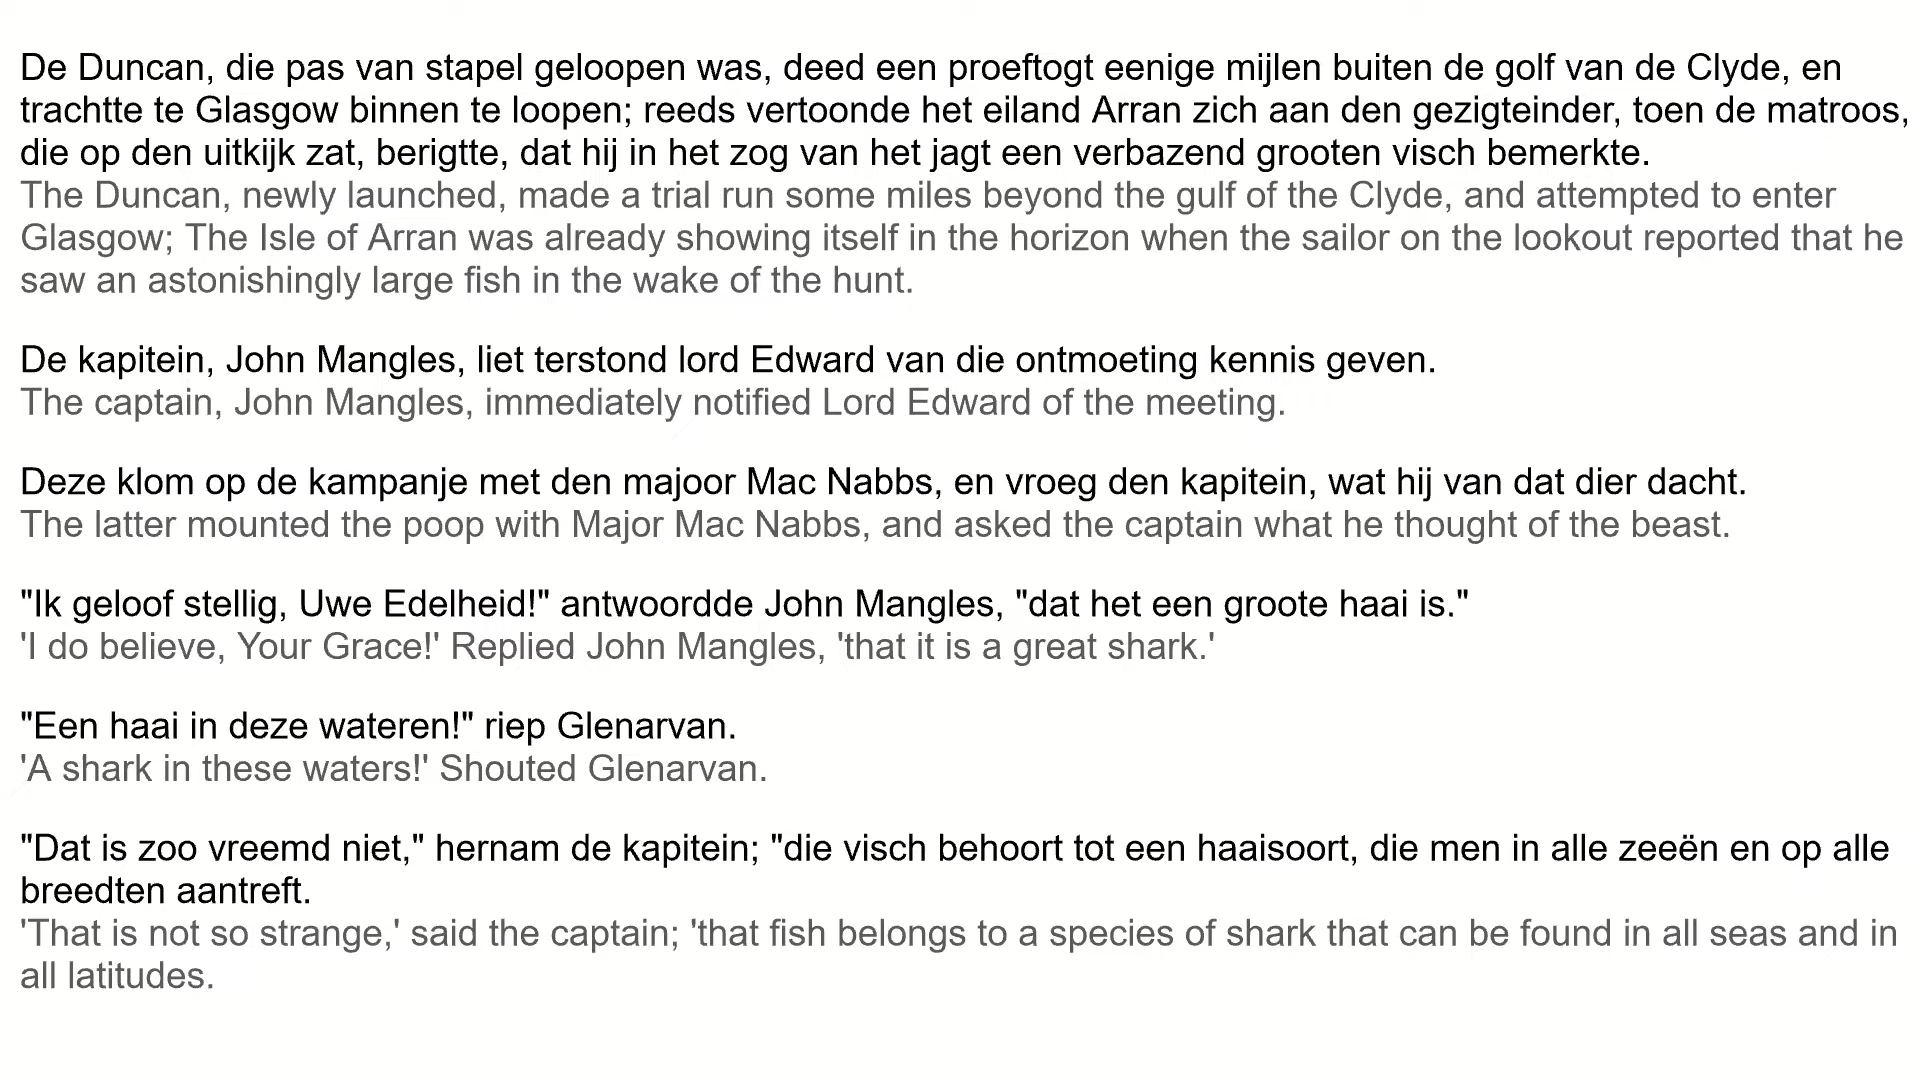 De Duncan, die pas van stapel geloopen was, deed een proeftogt eenige mijlen buiten de golf van de Clyde, en
trachtte te Glasgow binnen te loopen; reeds vertoonde het eiland Arran zich aan den gezigteinder, toen de matroos,
die op den uitkijk zat, berigtte, dat hij in het zog van het jagt een verbazend grooten visch bemerkte.
The Duncan, newly launched, made a trial run some miles beyond the gulf of the Clyde, and attempted to enter
Glasgow; The Isle of Arran was already showing itself in the horizon when the sailor on the lookout reported that he
saw an astonishingly large fish in the wake of the hunt.
De kapitein, John Mangles, liet terstond lord Edward van die ontmoeting kennis geven.
The captain, John Mangles, immediately notified Lord Edward of the meeting.
Deze klom op de kampanje met den majoor Mac Nabbs, en vroeg den kapitein, wat hij van dat dier dacht.
The latter mounted the poop with Major Mac Nabbs, and asked the captain what he thought of the beast.
"Ik geloof stellig, Uwe Edelheid!" antwoordde John Mangles, "dat het een groote haai is."
'I do believe, Your Grace!' Replied John Mangles, 'that it is a great shark.'
"Een haai in deze wateren!" riep Glenarvan.
'A shark in these waters!' Shouted Glenarvan.
"Dat is zoo vreemd niet," hernam de kapitein; "die visch behoort tot een haaisoort, die men in alle zeeën en op alle
breedten aantreft.
'That is not so strange,' said the captain; 'that fish belongs to a species of shark that can be found in all seas and in
all latitudes.